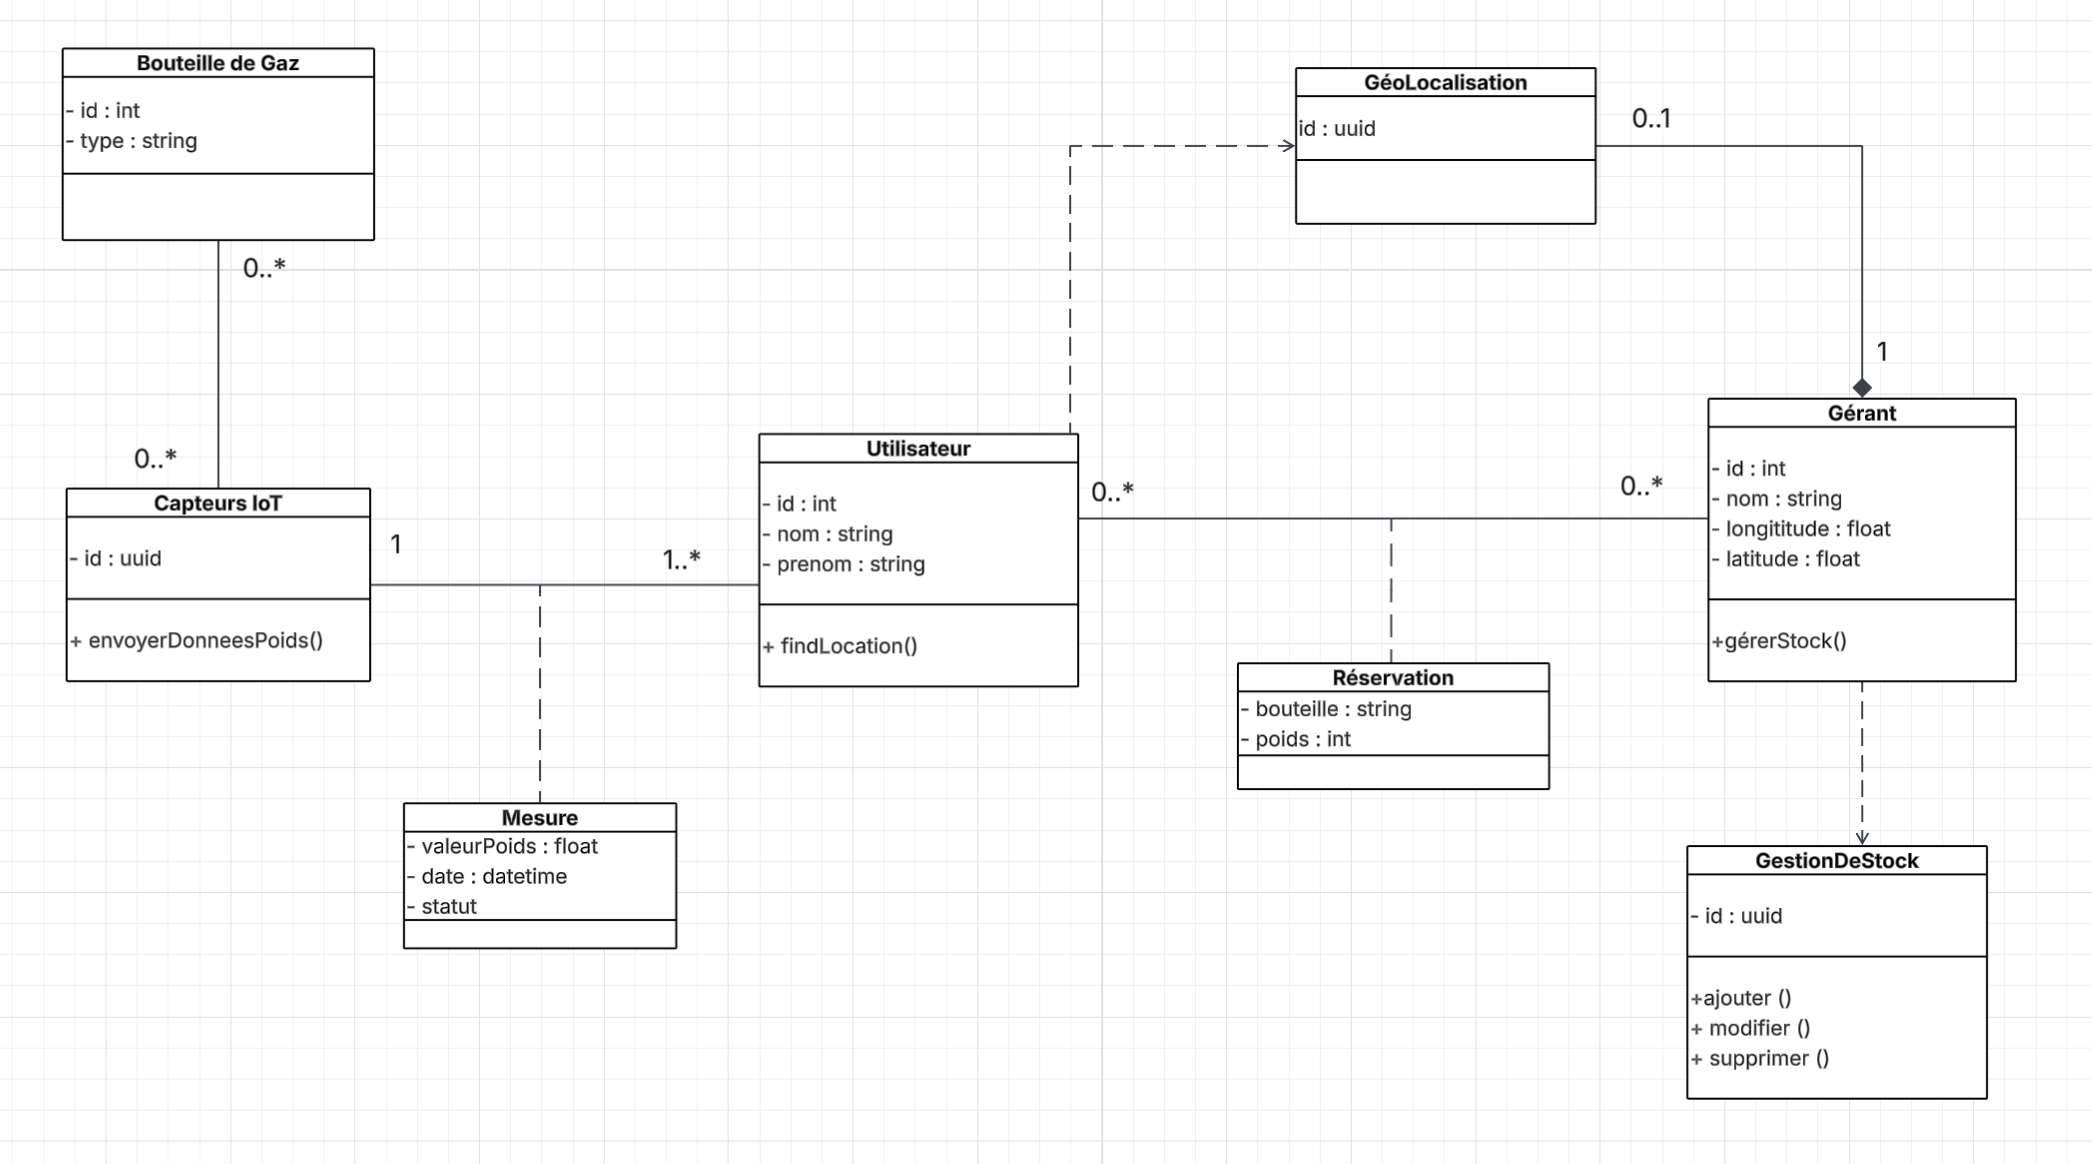 Bouteille de Gaz
- id : int
- type : string
0..*
0..*
Capteurs IoT
- id : uuid
+ envoyerDonneesPoids()
1
1..*
Mesure
- valeurPoids : float
- date : datetime
- statut
Utilisateur
- id : int
- nom : string
- prenom : string
+ findLocation()
0..*
0..*
Réservation
- bouteille : string
- poids : int
GéoLocalisation
id : uuid
0..1
1
Gérant
- id : int
- nom : string
- longititude : float
- latitude : float
+gérerStock()
GestionDeStock
- id : uuid
+ajouter ()
+ modifier ()
+ supprimer ()